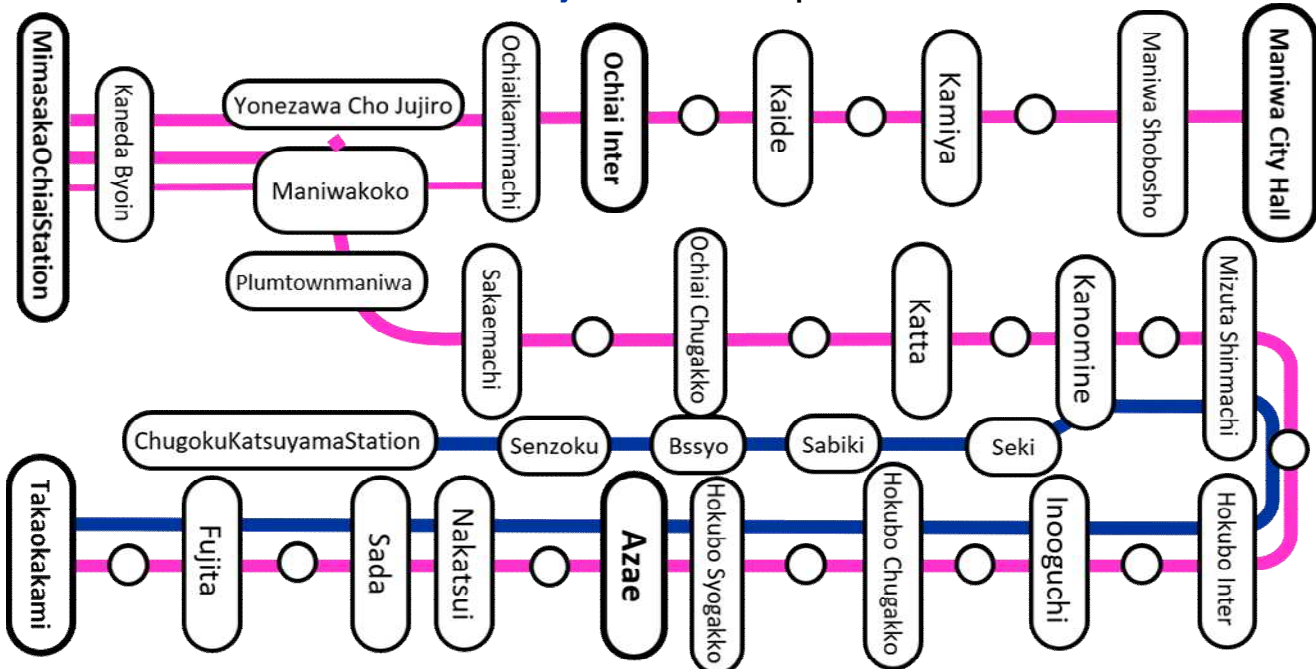 MimasakaOchiaiStation
Kaneda Byoin
Yonezawa Cho Jujiro
Maniwakoko
Plumtownmaniwa
Ochiaikamimachi
Ochiai Inter
Kaide
Kamiya
Maniwa Shobosho
Maniwa City Hall
Sakaemachi
Ochiai Chugakko
Katta
Kanomine
Mizuta Shinmachi
ChugokuKatsuyamaStation
Senzoku
Bssyo
Sabiki
Seki
Takaokakami
Fujita
Sada
Nakatsui
Azae
Hokubo Syogakko
Hokubo Chugakko
Inooguchi
Hokubo Inter